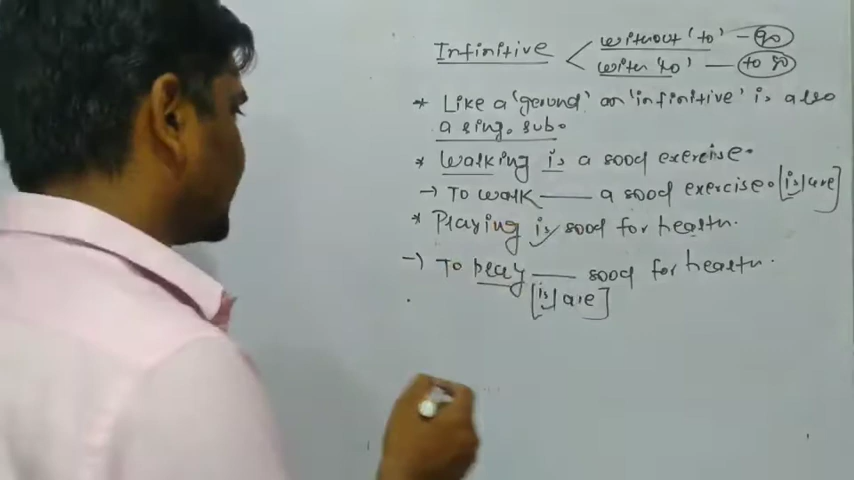 Infinitive < without 'to' - go
with 'to' — to go
* Like a 'gerund' an 'infinitive' is also
a sing. sub.
* Walking is a good exercise.
→ To walk —— a good exercise. [is/are]
* Playing is good for health.
→ To play —— good for health.
[is/are]